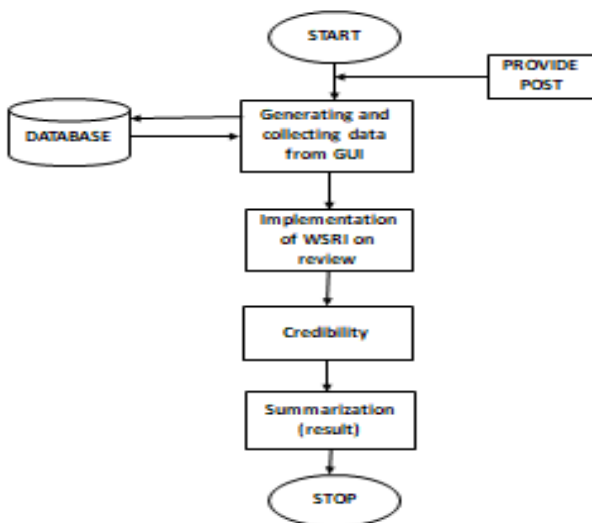 START
PROVIDE
POST
Generating and
collecting data
from GUI
DATABASE
Implementation
of WSRI on
review
Credibility
Summarization
(result)
STOP